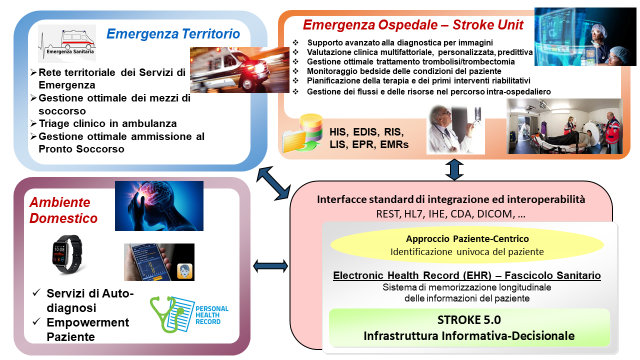 Emergenza Territorio
Emergenza Sanitaria
Rete territoriale dei Servizi di
Emergenza
Gestione ottimale dei mezzi di
soccorso
Triage clinico in ambulanza
Gestione ottimale ammissione al
Pronto Soccorso
Emergenza Ospedale – Stroke Unit
Supporto avanzato alla diagnostica per immagini
Valutazione clinica multifattoriale, personalizzata, predittiva
Gestione ottimale trattamento trombolisi/trombectomia
Monitoraggio bedside delle condizioni del paziente
Pianificazione della terapia e dei primi interventi riabilitativi
Gestione dei flussi e delle risorse nel percorso intra-ospedaliero
HIS, EDIS, RIS,
LIS, EPR, EMRs
Ambiente
Domestico
Servizi di Auto-
diagnosi
Empowerment
Paziente
PERSONAL
HEALTH
RECORD
Interfacce standard di integrazione ed interoperabilità
REST, HL7, IHE, CDA, DICOM, ...
Approccio Paziente-Centrico
Identificazione univoca del paziente
Electronic Health Record (EHR) – Fascicolo Sanitario
Sistema di memorizzazione longitudinale
delle informazioni del paziente
STROKE 5.0
Infrastruttura Informativa-Decisionale